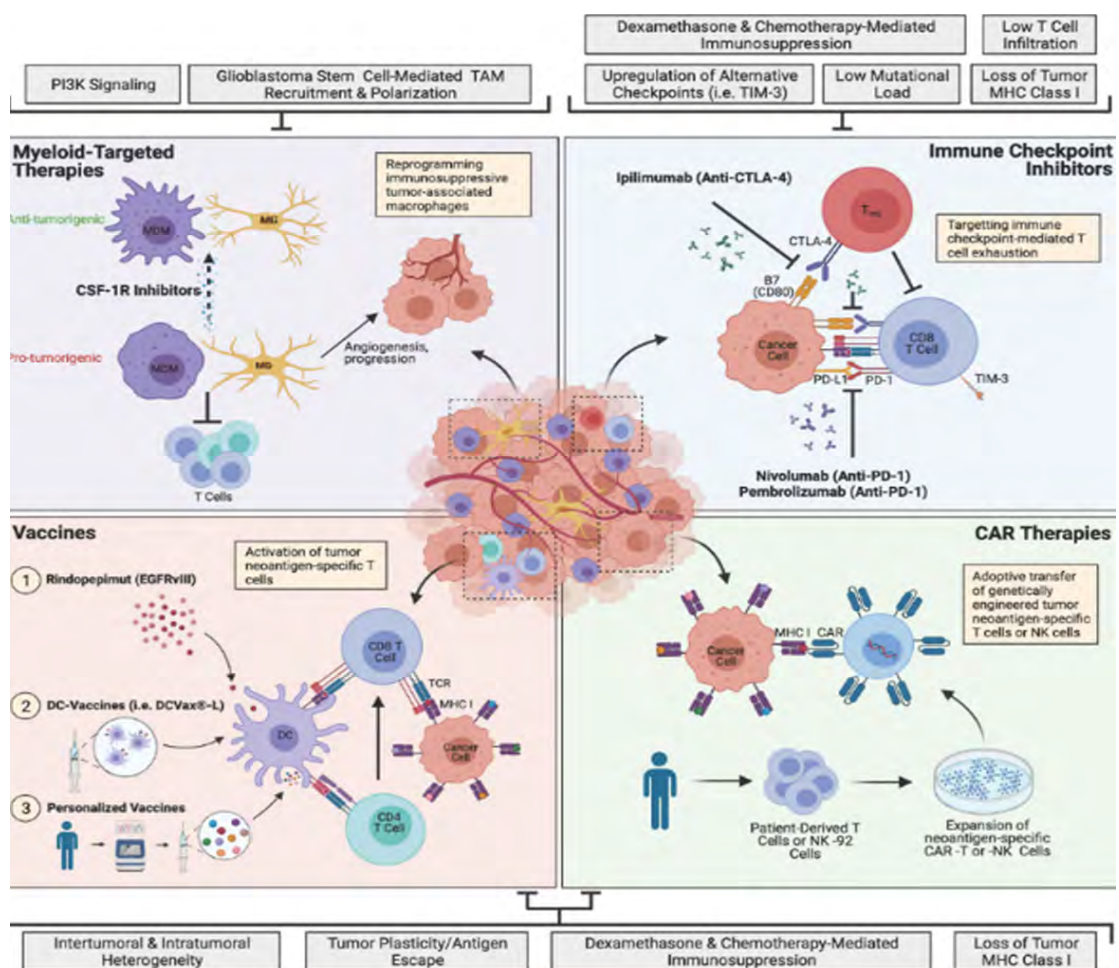 Dexamethasone & Chemotherapy-Mediated
Immunosuppression
Low T Cell
Infiltration
PI3K Signaling
Glioblastoma Stem Cell-Mediated TAM
Recruitment & Polarization
Upregulation of Alternative
Checkpoints (i.e. TIM-3)
Low Mutational
Load
Loss of Tumor
MHC Class I
Myeloid-Targeted
Therapies
Reprogramming
immunosuppressive
tumor-associated
macrophages
Anti-tumorigenic
MDM
MG
CSF-1R Inhibitors
Pro-tumorigenic
MDM
MG
Angiogenesis,
progression
T Cells
Immune Checkpoint
Inhibitors
Ipilimumab (Anti-CTLA-4)
CTLA-4
B7
(CD80)
Targetting immune
checkpoint-mediated T
cell exhaustion
Cancer
Cell
CD8
T Cell
PD-L1
PD-1
TIM-3
Nivolumab (Anti-PD-1)
Pembrolizumab (Anti-PD-1)
Vaccines
Activation of tumor
neoantigen-specific T
cells
1
Rindopepimut (EGFRvIII)
CD8 T
Cell
TCR
2
DC-Vaccines (i.e. DCVax®-L)
MHC I
DC
Cancer
Cell
3
Personalized Vaccines
CD4
T Cell
CAR Therapies
Adoptive transfer
of genetically
engineered tumor
neoantigen-specific
T cells or NK cells
MHC I
CAR
Cancer
Cell
Patient-Derived T
Cells or NK -92
Cells
Expansion of
neoantigen-specific
CAR -T or -NK Cells
Intertumoral & Intratumoral
Heterogeneity
Tumor Plasticity/Antigen
Escape
Dexamethasone & Chemotherapy-Mediated
Immunosuppression
Loss of Tumor
MHC Class I